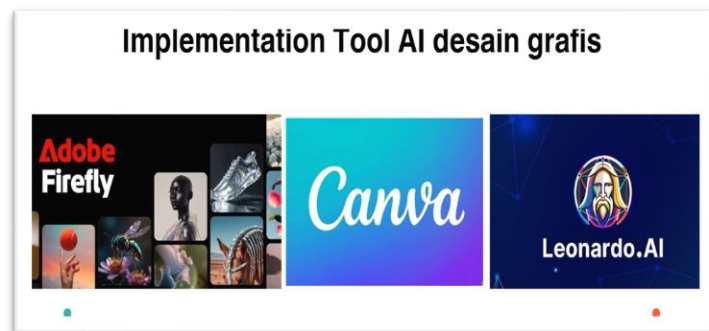 Implementation Tool AI desain grafis
Adobe
Firefly
Canva
Leonardo.AI